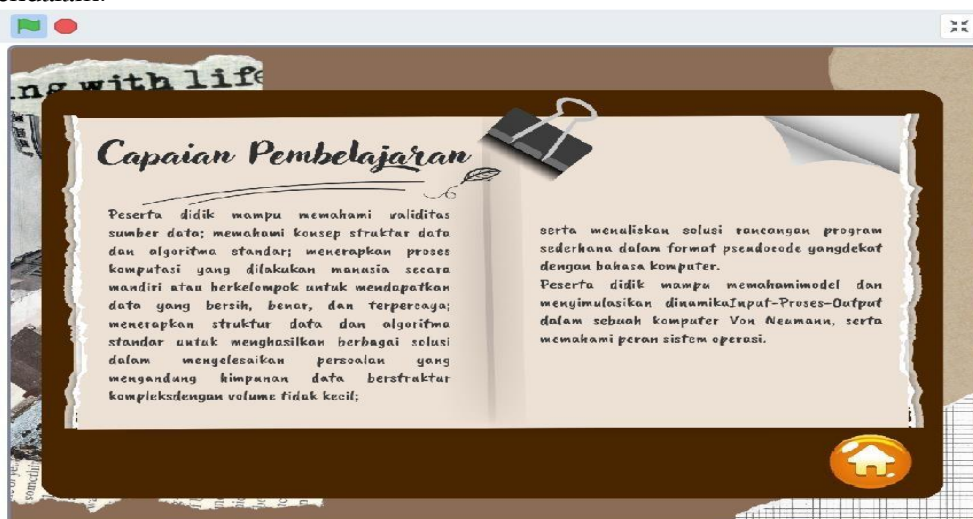 ng with life
Capaian Pembelajaran
Peserta didik mampu memahami validitas
sumber data; memahami konsep struktur data
dan algoritma standar; menerapkan proses
komputasi yang dilakukan manusia secara
mandiri atau berkelompok untuk mendapatkan
data yang bersih, benar, dan terpercaya;
menerapkan struktur data dan algoritma
standar untuk menghasilkan berbagai solusi
dalam mengelesaikan persoalan yang
mengandung himpunan data berstruktur
kompleksdengan volume tidak kecil;
serta menuliskan solusi rancangan program
sederhana dalam format pseudocode yangdekat
dengan bahasa komputer.
Peserta didik mampu memahamimodel dan
menyimulasikan dinamikaInput-Proses-Output
dalam sebuah komputer Von Neumann, serta
memahami peran sistem operasi.